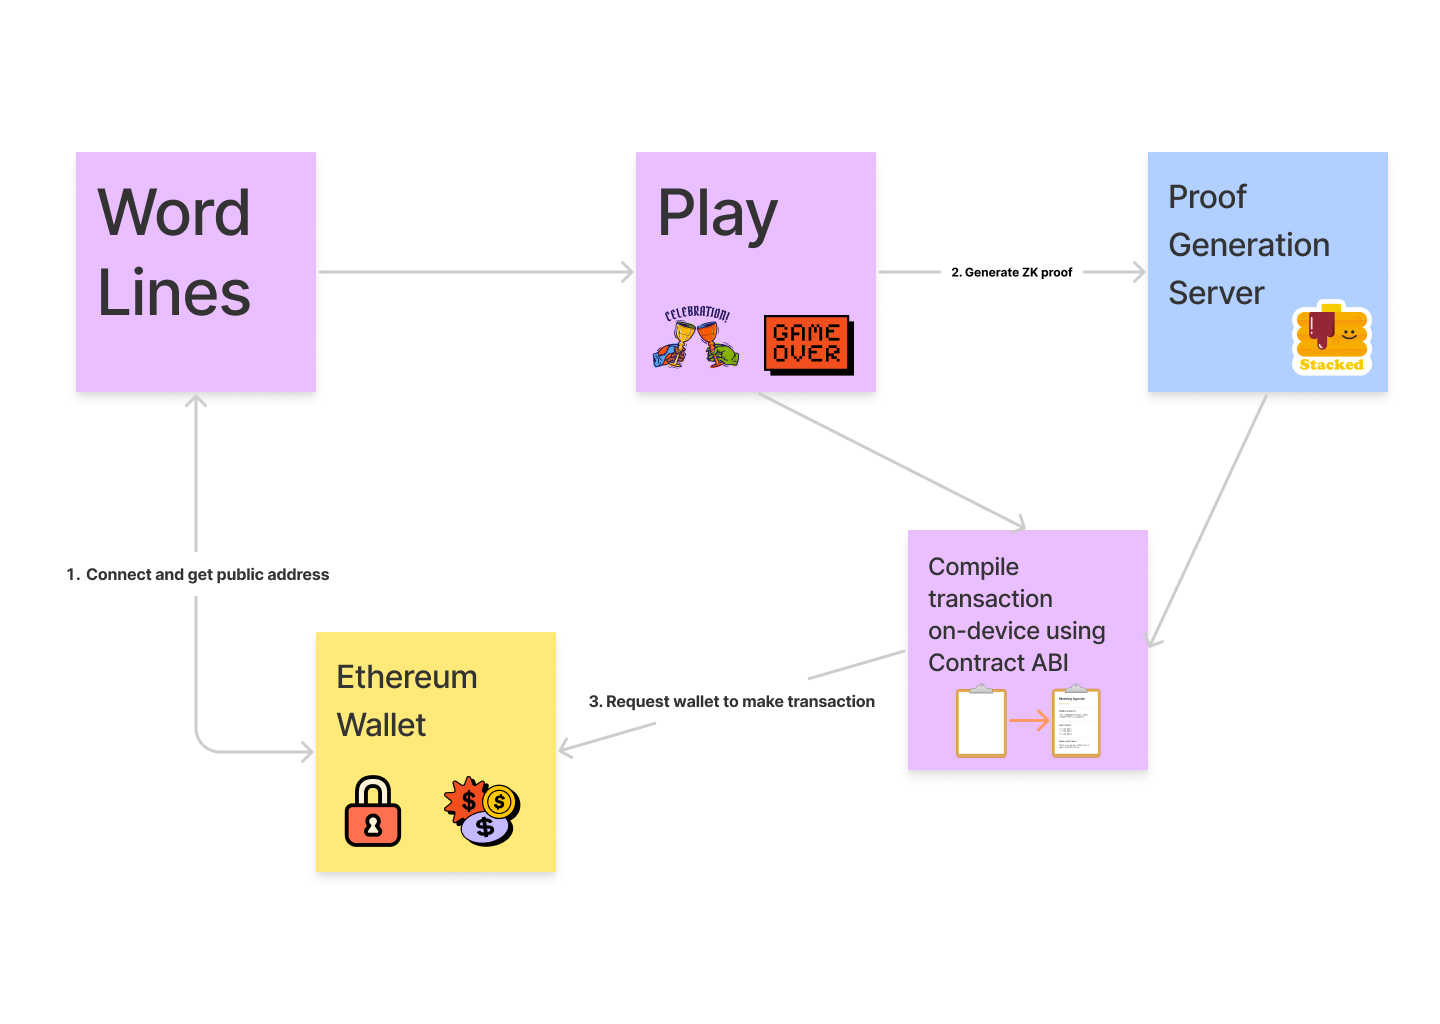 Word
Lines
Play
CELEBRATION!
GAME
OVER
2. Generate ZK proof
Proof
Generation
Server
Stacked
1. Connect and get public address
Ethereum
Wallet
3. Request wallet to make transaction
Compile
transaction
on-device using
Contract ABI